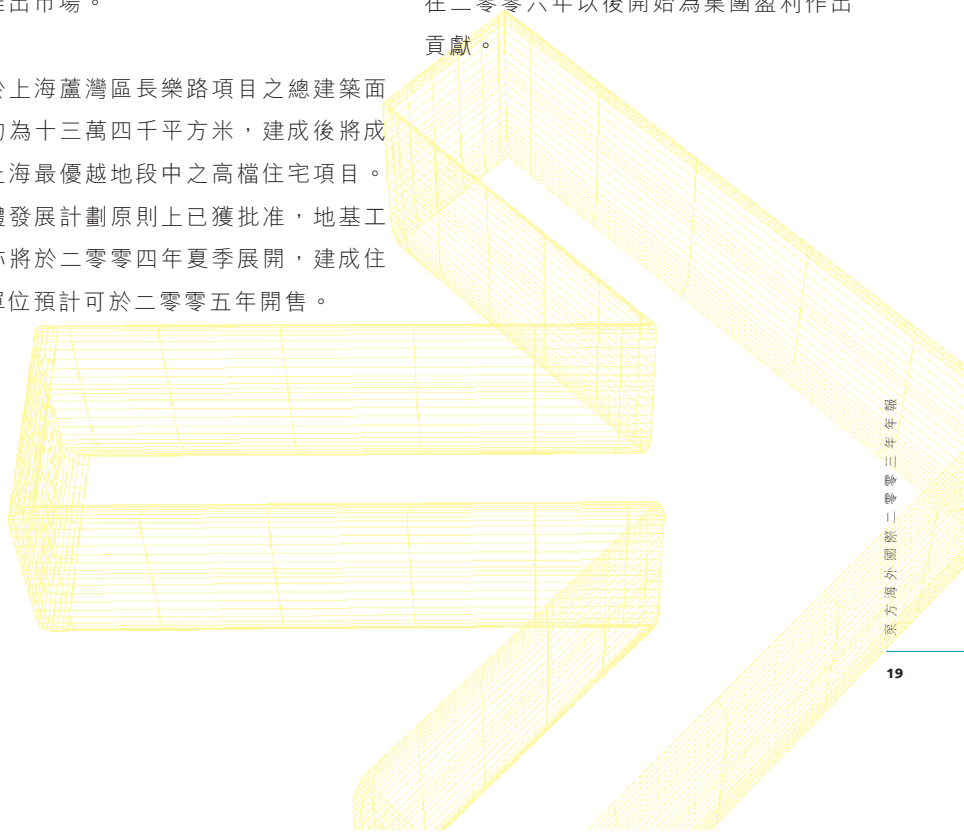 出市場。
上海蘆灣區長樂路項目之總建築面
為十三萬四千平方米，建成後將成
海最優越地段中之高檔住宅項目。
發展計劃原則上已獲批准，地基工
將於二零零四年夏季展開，建成住
位預計可於二零零五年開售。
在二零零六年以後開始為集團盈利作出
貢獻。
東方海外國際二零零三年年報
19